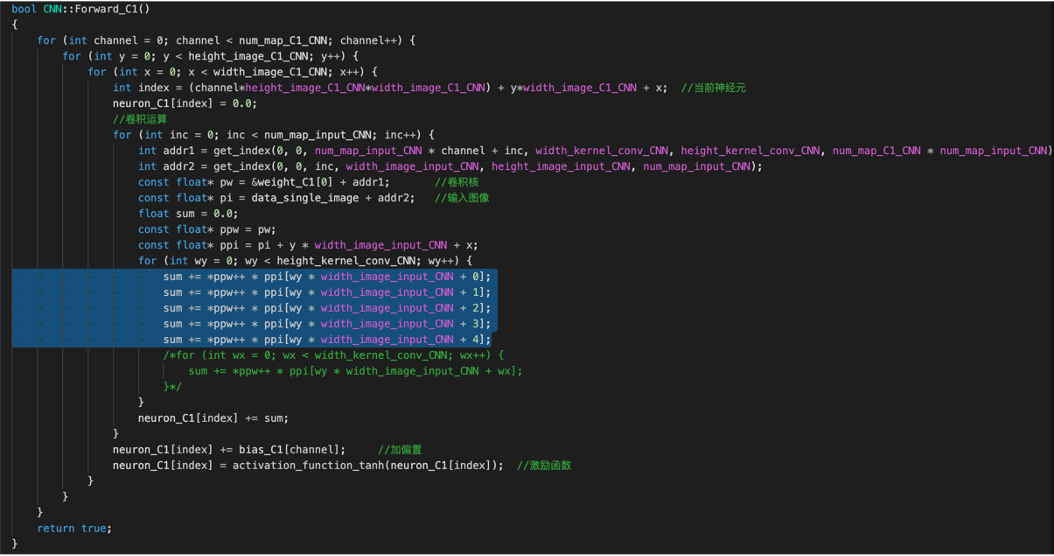 bool CNN::Forward_C1()
{
    for (int channel = 0; channel < num_map_C1_CNN; channel++) {
        for (int y = 0; y < height_image_C1_CNN; y++) {
            for (int x = 0; x < width_image_C1_CNN; x++) {
                int index = (channel*height_image_C1_CNN*width_image_C1_CNN) + y*width_image_C1_CNN + x;  //当前神经元
                neuron_C1[index] = 0.0;
                //卷积运算
                for (int inc = 0; inc < num_map_input_CNN; inc++) {
                    int addr1 = get_index(0, 0, num_map_input_CNN * channel + inc, width_kernel_conv_CNN, height_kernel_conv_CNN, num_map_C1_CNN * num_map_input_CNN)
                    int addr2 = get_index(0, 0, inc, width_image_input_CNN, height_image_input_CNN, num_map_input_CNN);
                    const float* pw = &weight_C1[0] + addr1;       //卷积核
                    const float* pi = data_single_image + addr2;   //输入图像
                    float sum = 0.0;
                    const float* ppw = pw;
                    const float* ppi = pi + y * width_image_input_CNN + x;
                    for (int wy = 0; wy < height_kernel_conv_CNN; wy++) {
                        sum += *ppw++ * ppi[wy * width_image_input_CNN + 0];
                        sum += *ppw++ * ppi[wy * width_image_input_CNN + 1];
                        sum += *ppw++ * ppi[wy * width_image_input_CNN + 2];
                        sum += *ppw++ * ppi[wy * width_image_input_CNN + 3];
                        sum += *ppw++ * ppi[wy * width_image_input_CNN + 4];
                        /*for (int wx = 0; wx < width_kernel_conv_CNN; wx++) {
                            sum += *ppw++ * ppi[wy * width_image_input_CNN + wx];
                        }*/
                    }
                    neuron_C1[index] += sum;
                }
                neuron_C1[index] += bias_C1[channel];     //加偏置
                neuron_C1[index] = activation_function_tanh(neuron_C1[index]);  //激励函数
            }
        }
    }
    return true;
}